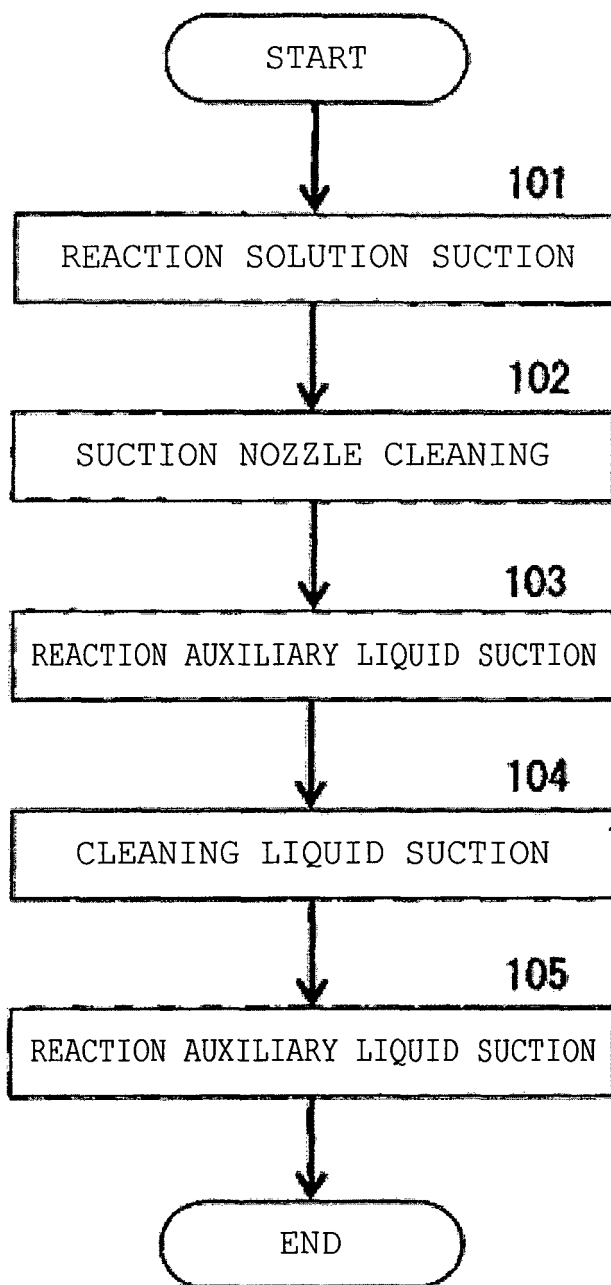 START
101
REACTION SOLUTION SUCTION
102
SUCTION NOZZLE CLEANING
103
REACTION AUXILIARY LIQUID SUCTION
104
CLEANING LIQUID SUCTION
105
REACTION AUXILIARY LIQUID SUCTION
END